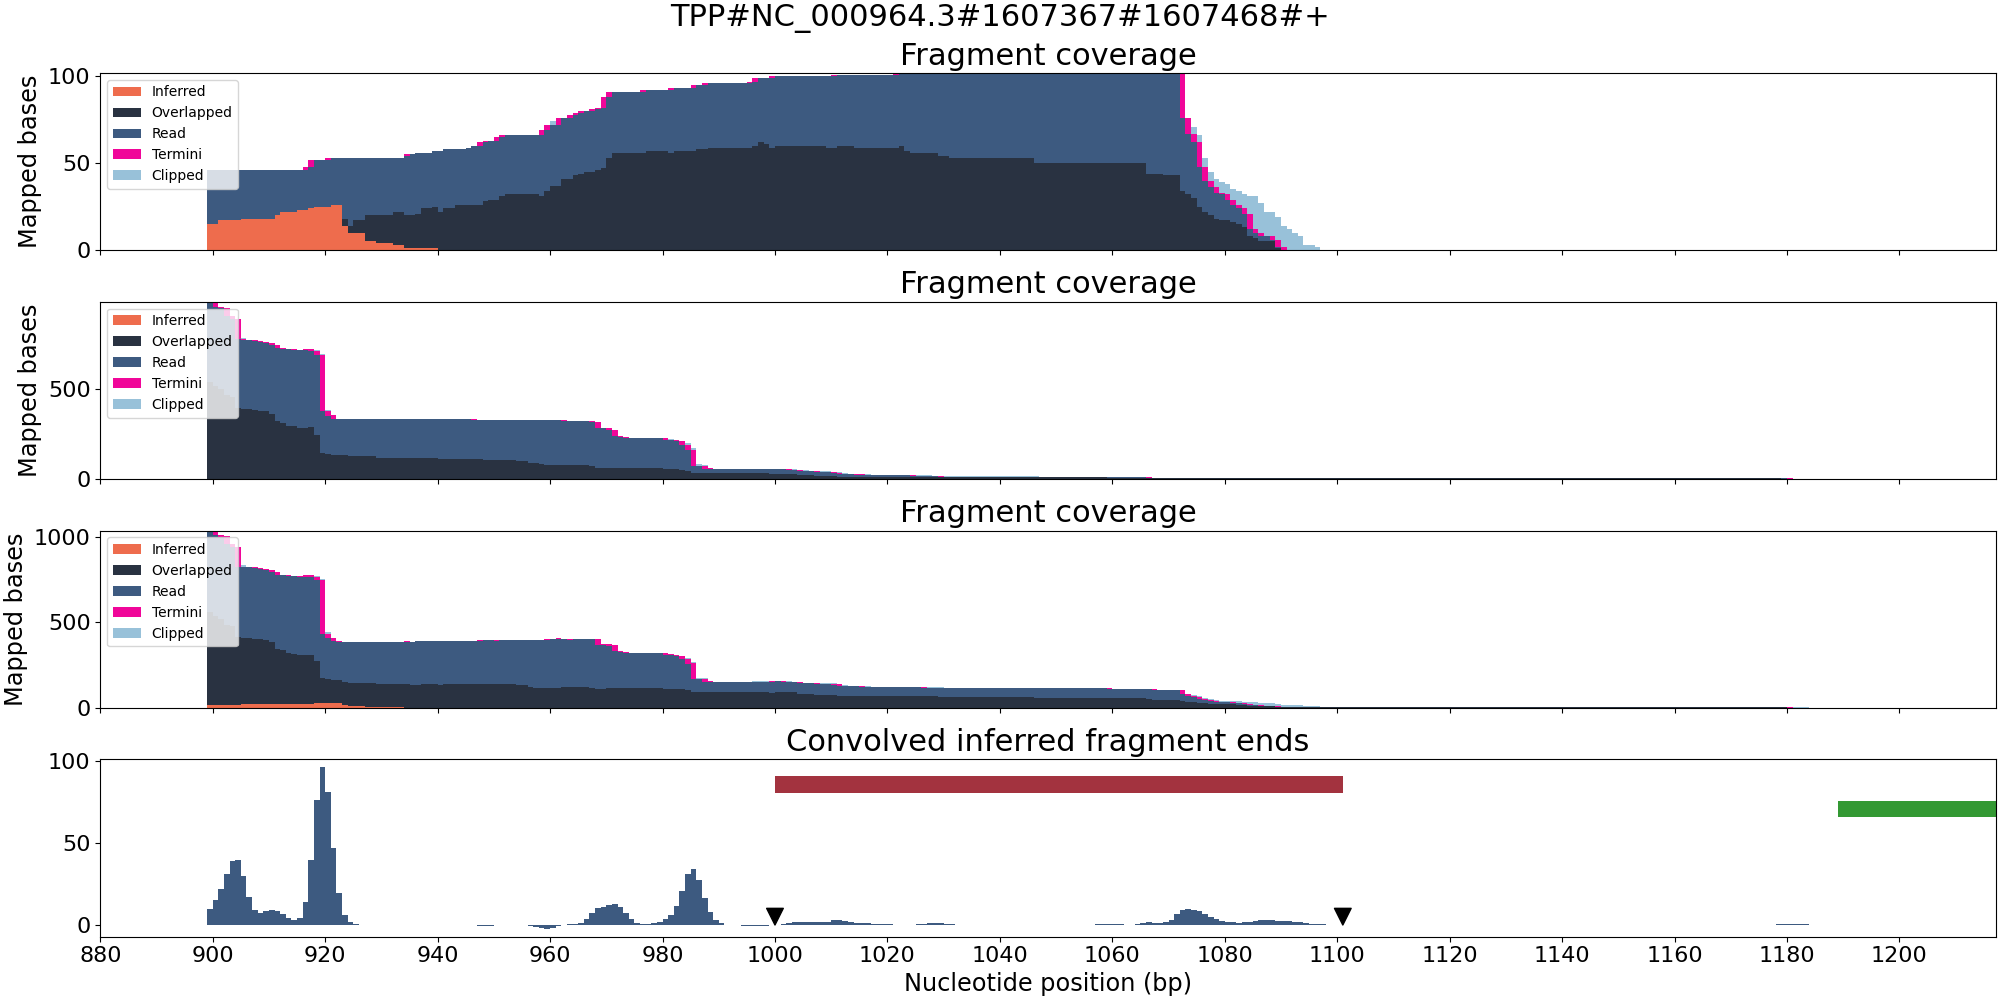 TPP#NC_000964.3#1607367#1607468#+
Fragment coverage
Mapped bases
100
50
0
Inferred
Overlapped
Read
Termini
Clipped
Fragment coverage
Mapped bases
500
0
Inferred
Overlapped
Read
Termini
Clipped
Fragment coverage
Mapped bases
1000
500
0
Inferred
Overlapped
Read
Termini
Clipped
Convolved inferred fragment ends
100
50
0
880 900 920 940 960 980 1000 1020 1040 1060 1080 1100 1120 1140 1160 1180 1200
Nucleotide position (bp)